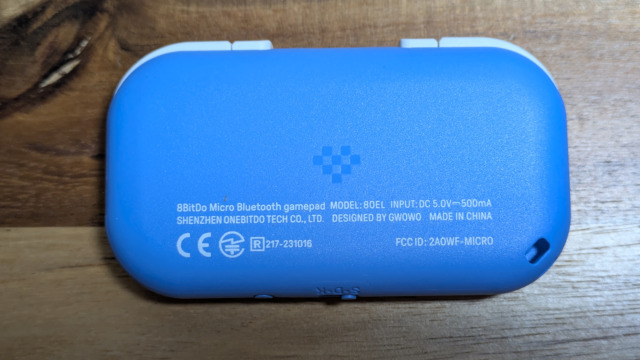 8BitDo Micro Bluetooth gamepad MODEL:80EL INPUT: DC 5.0V⎓500mA
SHENZHEN ONEBITDO TECH CO., LTD. DESIGNED BY GWOWO MADE IN CHINA
CE R 217-231016 FCC ID: 2AOWF-MICRO